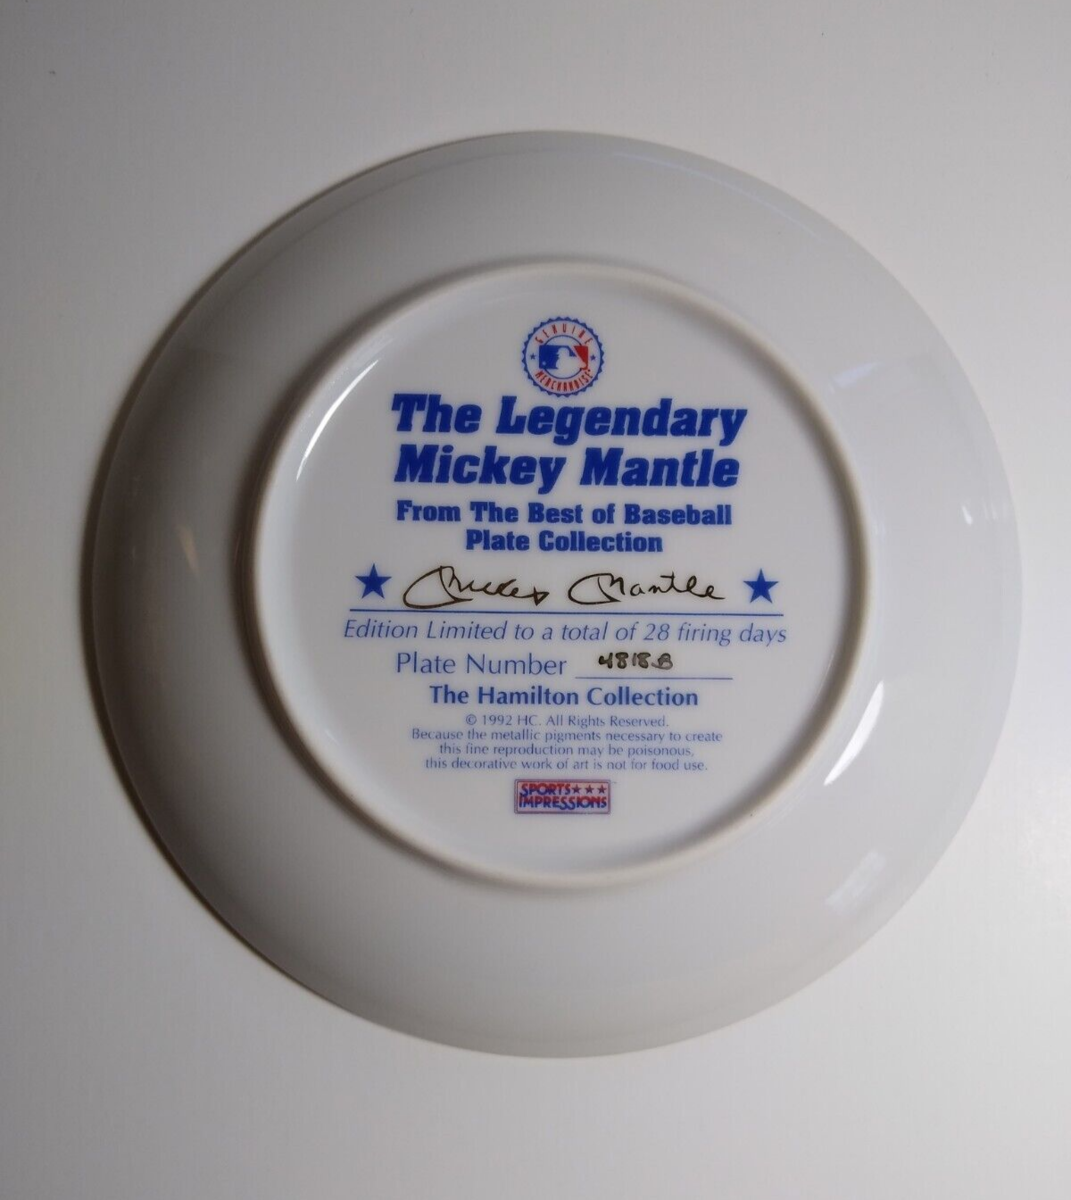 GENUINE
MERCHANDISE
The Legendary
Mickey Mantle
From The Best of Baseball
Plate Collection
Mickey Mantle
Edition Limited to a total of 28 firing days
Plate Number 4818B
The Hamilton Collection
© 1992 HC. All Rights Reserved.
Because the metallic pigments necessary to create
this fine reproduction may be poisonous,
this decorative work of art is not for food use.
SPORTS★★★
IMPRESSIONS™